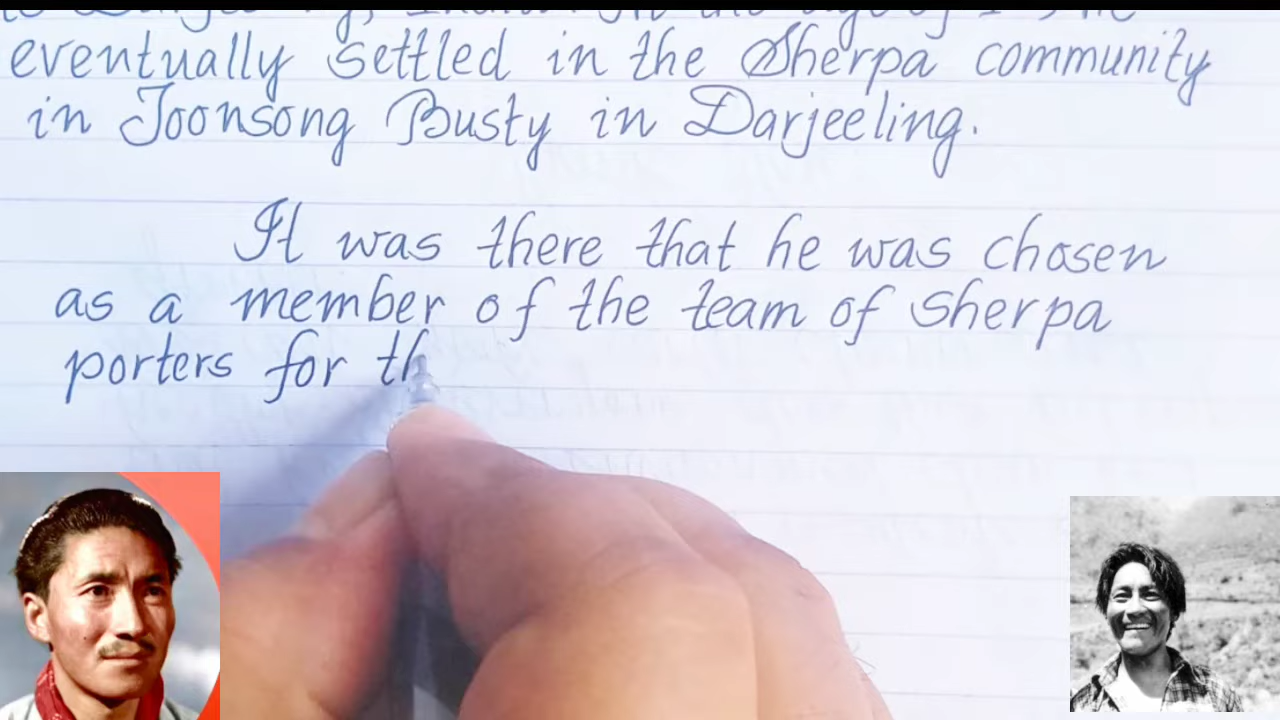 eventually settled in the Sherpa community
in Toonsong Busty in Darjeeling.
It was there that he was chosen
as a member of the team of Sherpa
porters for th